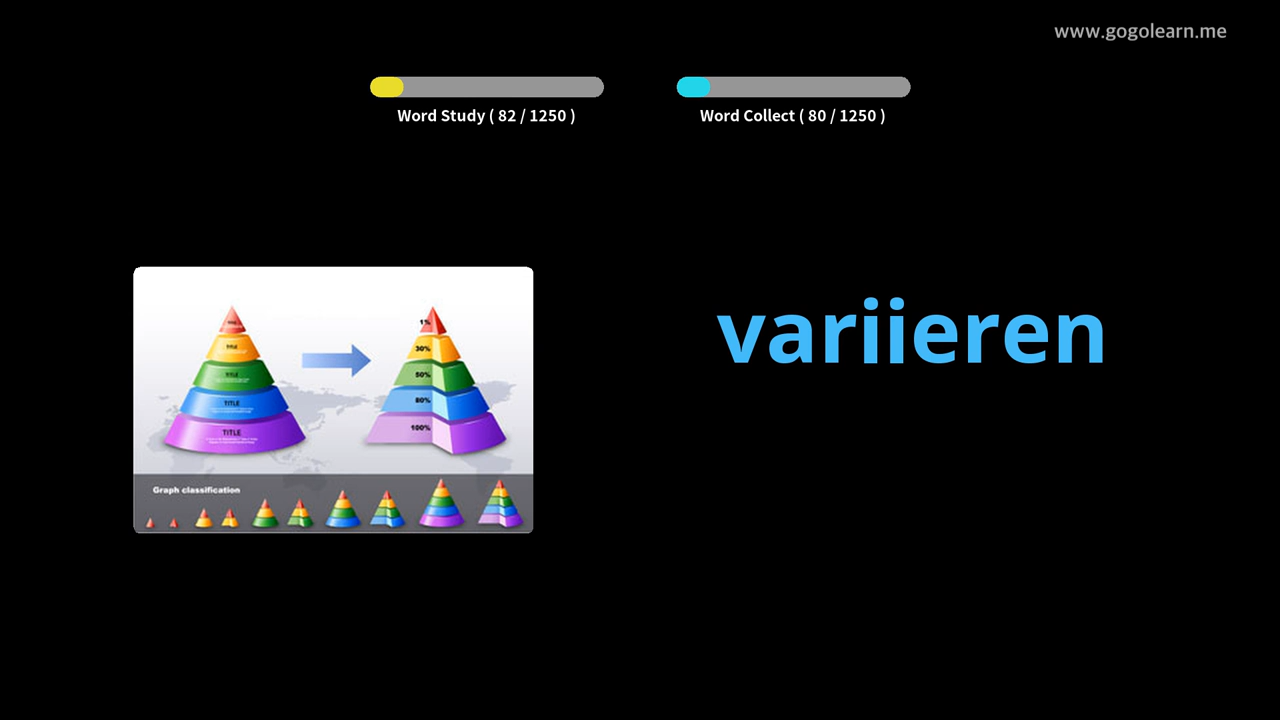 www.gogolearn.me
Word Study ( 82 / 1250 )
Word Collect ( 80 / 1250 )
variieren
TITLE
TITLE
TITLE
TITLE
1%
30%
50%
80%
100%
Graph classification